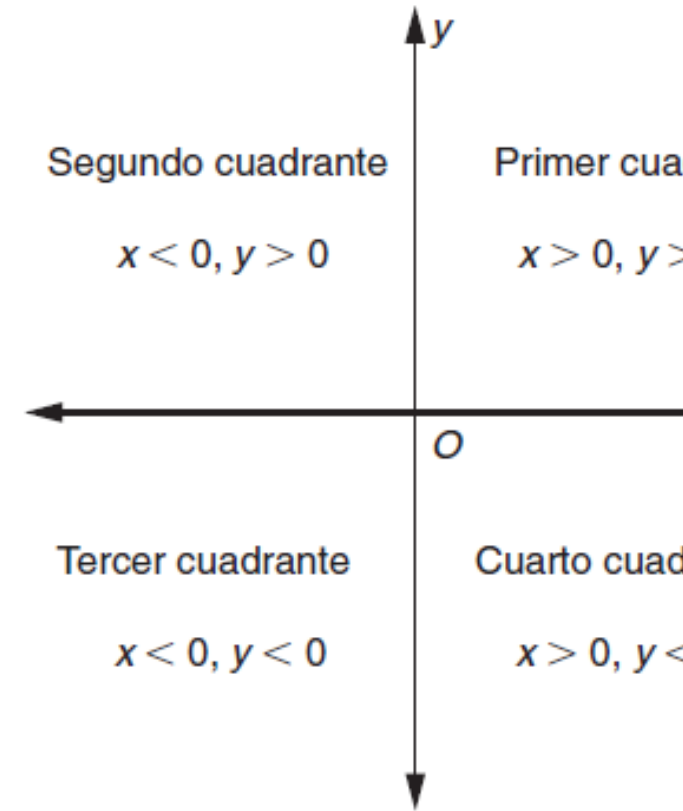 y
Segundo cuadrante
Primer cua
x < 0, y > 0
x > 0, y >
O
Tercer cuadrante
Cuarto cuad
x < 0, y < 0
x > 0, y <